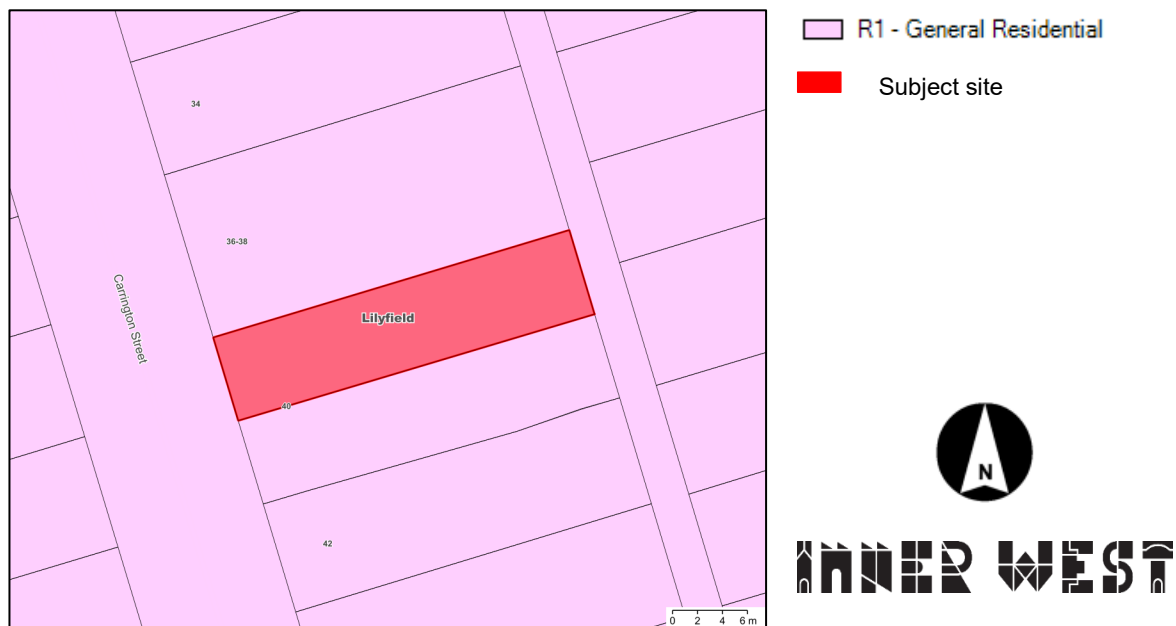 34
36-38
Carrington Street
Lilyfield
40
42
0 2 4 6 m
R1 - General Residential
Subject site
N
INNER WEST